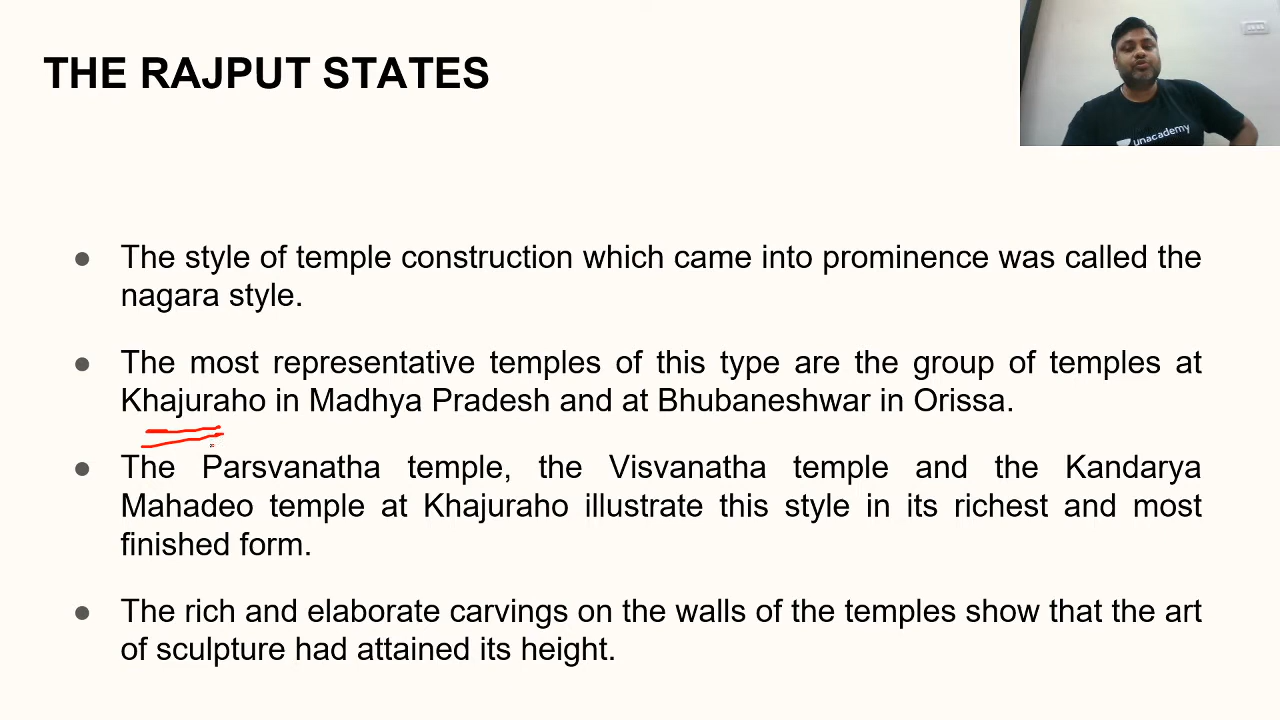 THE RAJPUT STATES
unacademy
● The style of temple construction which came into prominence was called the
nagara style.
● The most representative temples of this type are the group of temples at
Khajuraho in Madhya Pradesh and at Bhubaneshwar in Orissa.
● The Parsvanatha temple, the Visvanatha temple and the Kandarya
Mahadeo temple at Khajuraho illustrate this style in its richest and most
finished form.
● The rich and elaborate carvings on the walls of the temples show that the art
of sculpture had attained its height.